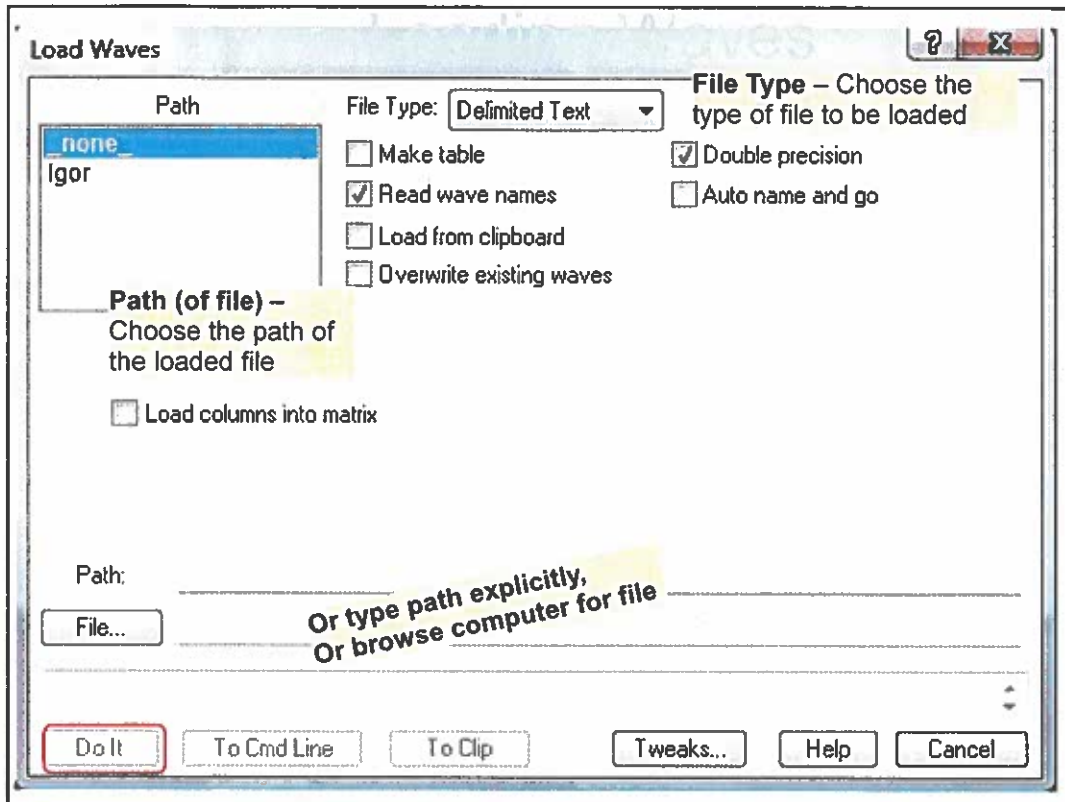 Load Waves
Path
_none_
Igor
File Type: Delimited Text
File Type – Choose the
type of file to be loaded
Make table
Double precision
Read wave names
Auto name and go
Load from clipboard
Overwrite existing waves
Path (of file) –
Choose the path of
the loaded file
Load columns into matrix
Path:
Or type path explicitly,
Or browse computer for file
File...
Do It
To Cmd Line
To Clip
Tweaks...
Help
Cancel